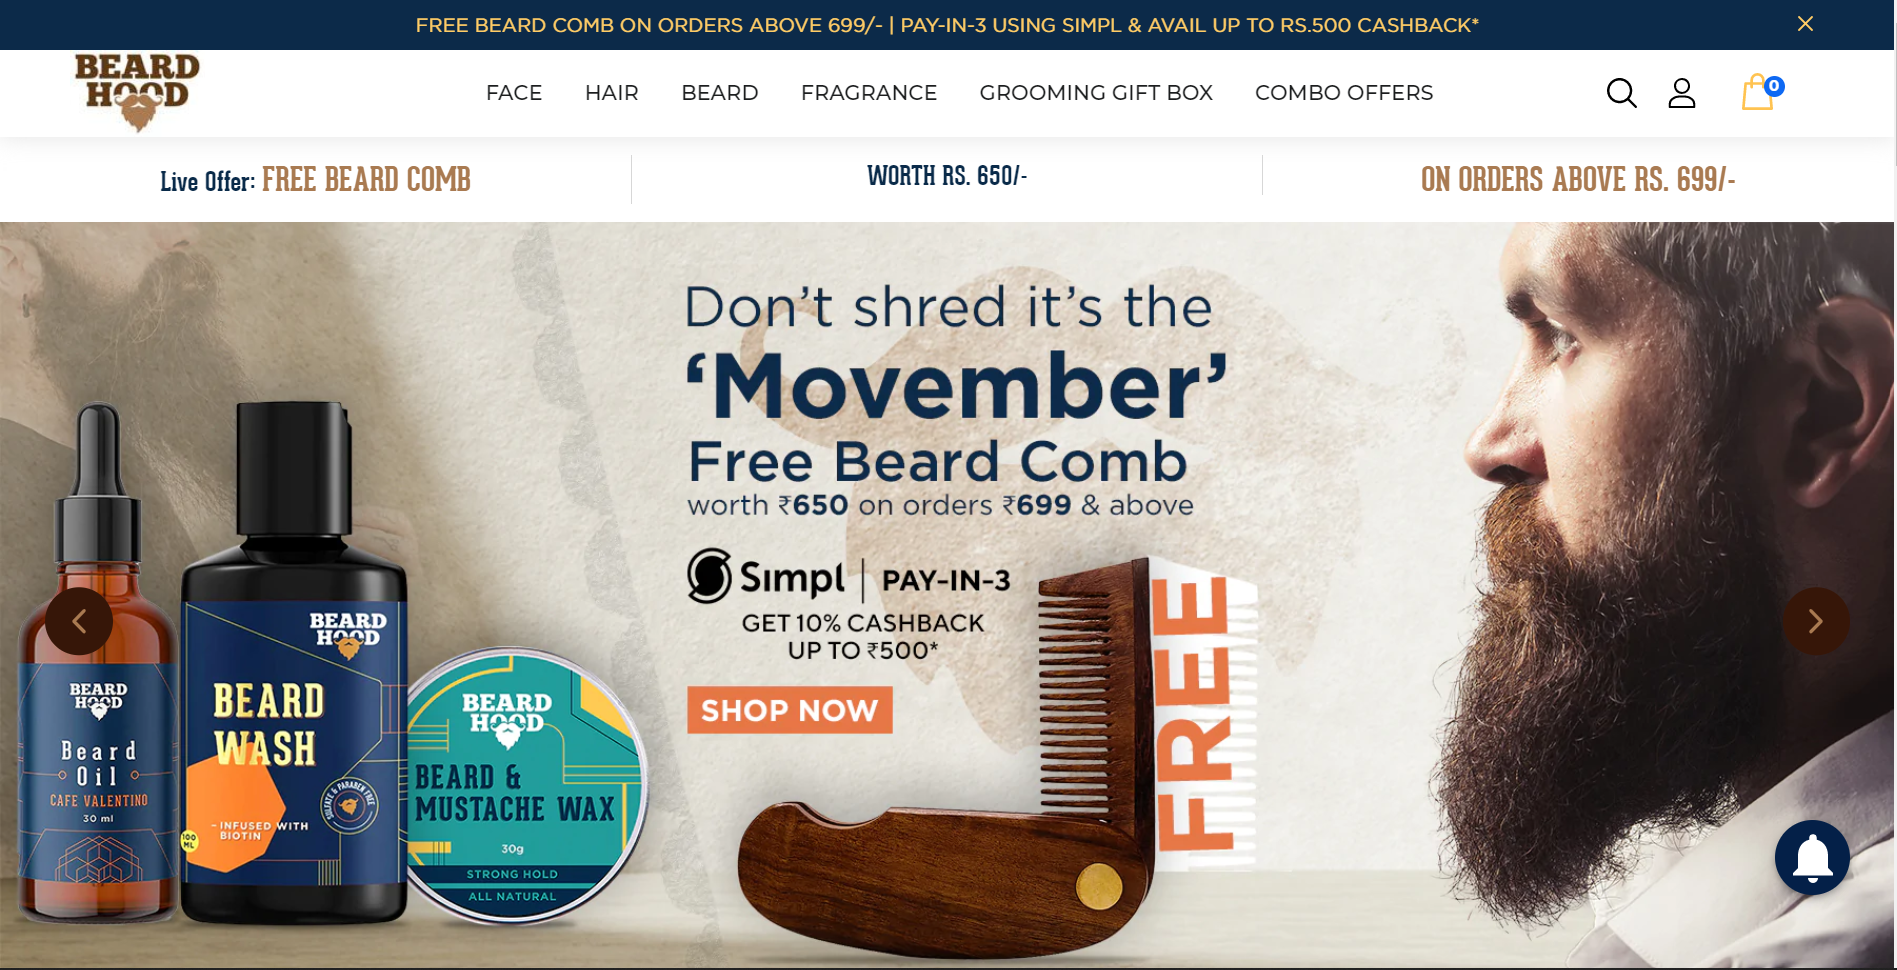 FREE BEARD COMB ON ORDERS ABOVE 699/- | PAY-IN-3 USING SIMPL & AVAIL UP TO RS.500 CASHBACK*
BEARD
HOOD
FACE HAIR BEARD FRAGRANCE GROOMING GIFT BOX COMBO OFFERS
0
Live Offer: FREE BEARD COMB
WORTH RS. 650/-
ON ORDERS ABOVE RS. 699/-
Don't shred it's the
'Movember'
Free Beard Comb
worth ₹650 on orders ₹699 & above
Simpl | PAY-IN-3
GET 10% CASHBACK
UP TO ₹500*
SHOP NOW
FREE
BEARD
HOOD
Beard
Oil
CAFE VALENTINO
30 ml
BEARD
HOOD
BEARD
WASH
SULFATE & PARABEN FREE
– INFUSED WITH
BIOTIN
100
ML
BEARD
HOOD
BEARD &
MUSTACHE WAX
30g
STRONG HOLD
ALL NATURAL